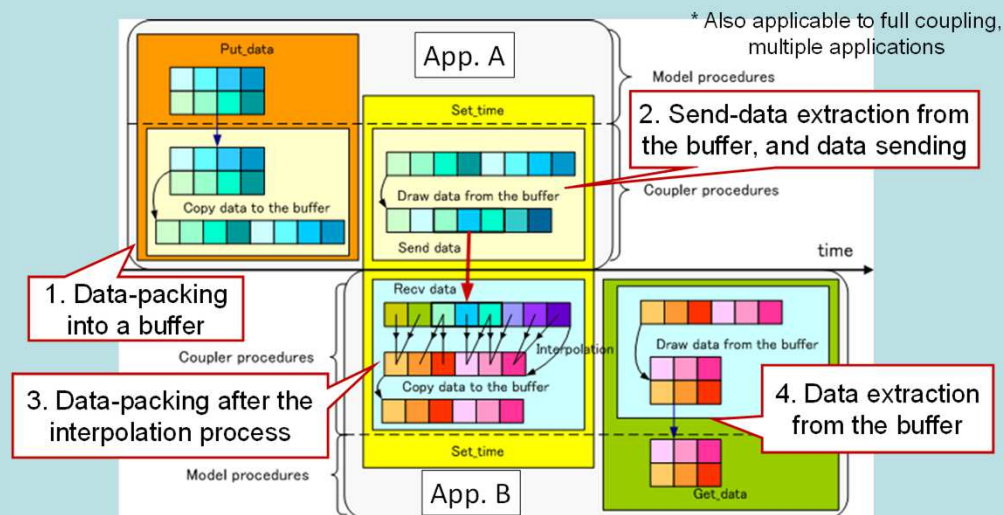 * Also applicable to full coupling,
multiple applications
Put_data
App. A
Model procedures
Set_time
2. Send-data extraction from
the buffer, and data sending
Coupler procedures
Draw data from the buffer
Copy data to the buffer
Send data
time
1. Data-packing
into a buffer
Recv data
Interpolation
Draw data from the buffer
Coupler procedures
Copy data to the buffer
3. Data-packing after the
interpolation process
4. Data extraction
from the buffer
Set_time
Model procedures
App. B
Get_data